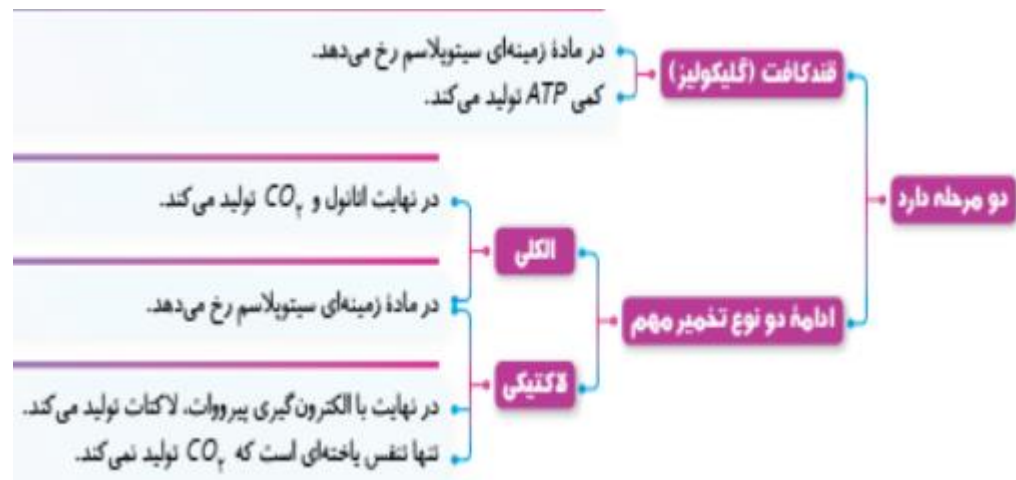 دو مرحله دارد
قندکافت (گلیکولیز)
در مادهٔ زمینه‌ای سیتوپلاسم رخ می‌دهد.
کمی ATP تولید می‌کند.
ادامهٔ دو نوع تخمیر مهم
الکلی
در نهایت اتانول و CO₂ تولید می‌کند.
در مادهٔ زمینه‌ای سیتوپلاسم رخ می‌دهد.
لاکتیکی
در نهایت با الکترون‌گیری پیرووات، لاکتات تولید می‌کند.
تنها تنفس یاخته‌ای است که CO₂ تولید نمی‌کند.